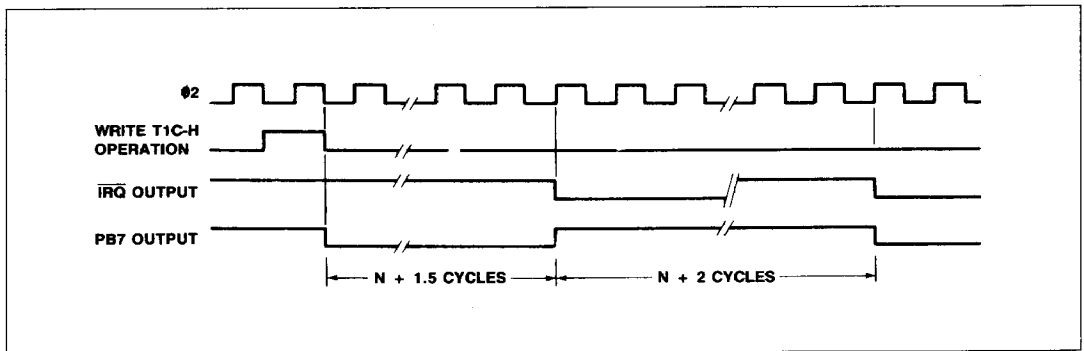 ϕ2
WRITE T1C-H
OPERATION
IRQ OUTPUT
PB7 OUTPUT
N + 1.5 CYCLES
N + 2 CYCLES